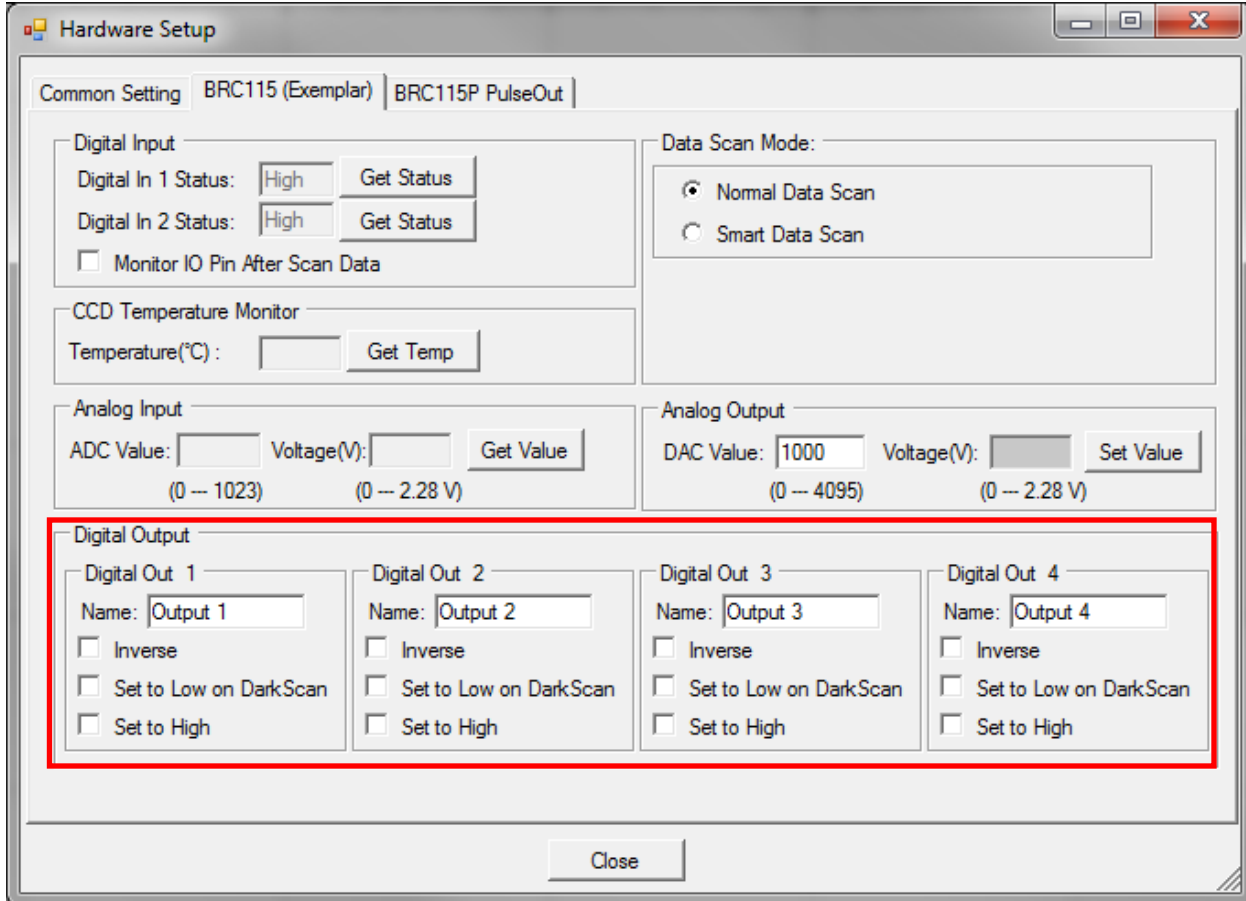 Hardware Setup
Common Setting
BRC115 (Exemplar)
BRC115P PulseOut
Digital Input
Digital In 1 Status: High Get Status
Digital In 2 Status: High Get Status
Monitor IO Pin After Scan Data
Data Scan Mode:
Normal Data Scan
Smart Data Scan
CCD Temperature Monitor
Temperature(°C) : Get Temp
Analog Input
ADC Value: Voltage(V): Get Value
(0 --- 1023) (0 --- 2.28 V)
Analog Output
DAC Value: 1000 Voltage(V): Set Value
(0 --- 4095) (0 --- 2.28 V)
Digital Output
Digital Out 1
Name: Output 1
Inverse
Set to Low on DarkScan
Set to High
Digital Out 2
Name: Output 2
Inverse
Set to Low on DarkScan
Set to High
Digital Out 3
Name: Output 3
Inverse
Set to Low on DarkScan
Set to High
Digital Out 4
Name: Output 4
Inverse
Set to Low on DarkScan
Set to High
Close